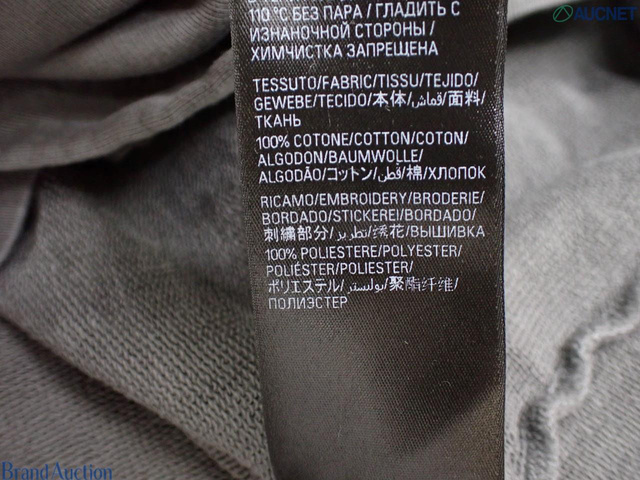 110 °C БЕЗ ПАРА / ГЛАДИТЬ С
ИЗНАНОЧНОЙ СТОРОНЫ /
ХИМЧИСТКА ЗАПРЕЩЕНА
TESSUTO/FABRIC/TISSU/TEJIDO/
GEWEBE/TECIDO/本体/قماش/面料/
ТКАНЬ
100% COTONE/COTTON/COTON/
ALGODON/BAUMWOLLE/
ALGODÃO/コットン/قطن/棉/ХЛОПОК
RICAMO/EMBROIDERY/BRODERIE/
BORDADO/STICKEREI/BORDADO/
刺繍部分/تطريز/绣花/ВЫШИВКА
100% POLIESTERE/POLYESTER/
POLIÉSTER/POLIESTER/
ポリエステル/بوليستر/聚酯纤维/
ПОЛИЭСТЕР
AUCNET
Brand Auction